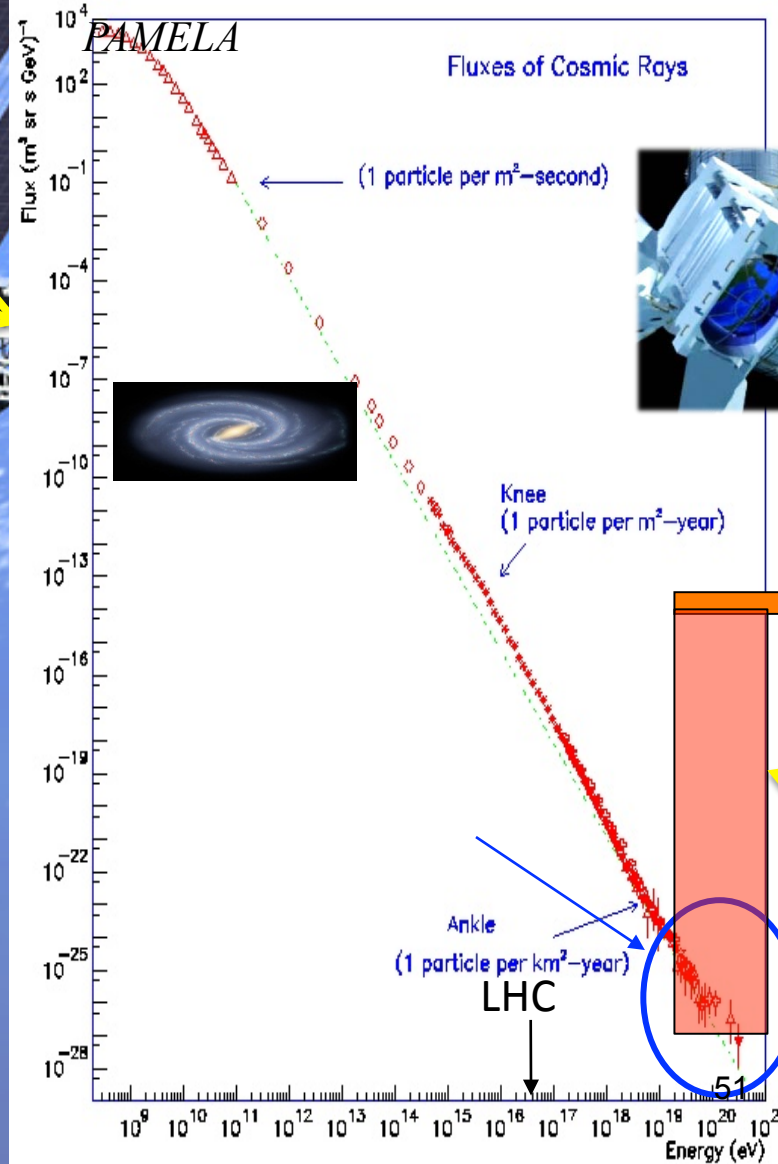 PAMELA
Fluxes of Cosmic Rays
Flux (m² sr s GeV)⁻¹
(1 particle per m²–second)
Knee
(1 particle per m²–year)
Ankle
(1 particle per km²–year)
LHC
51
10⁴
10²
10⁻¹
10⁻⁴
10⁻⁷
10⁻¹⁰
10⁻¹³
10⁻¹⁶
10⁻¹⁹
10⁻²²
10⁻²⁵
10⁻²⁸
10⁹ 10¹⁰ 10¹¹ 10¹² 10¹³ 10¹⁴ 10¹⁵ 10¹⁶ 10¹⁷ 10¹⁸ 10¹⁹ 10²⁰
Energy (eV)